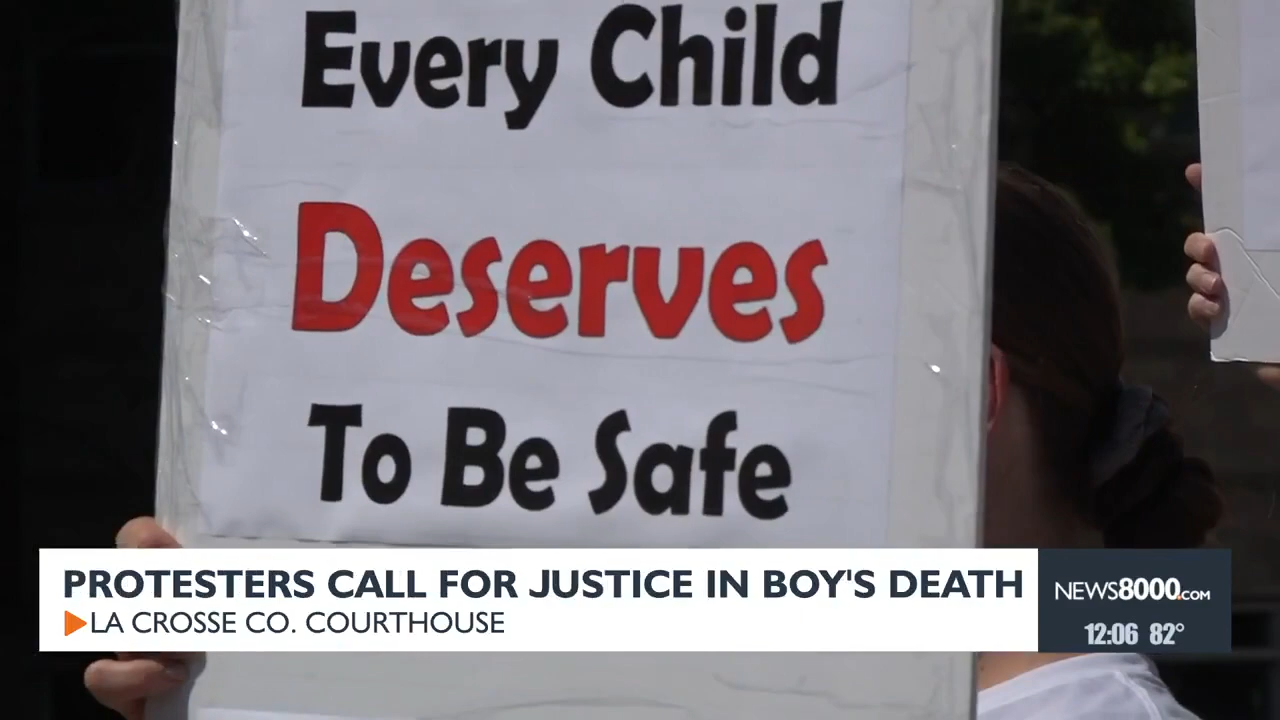 Every Child
Deserves
To Be Safe
PROTESTERS CALL FOR JUSTICE IN BOY'S DEATH
LA CROSSE CO. COURTHOUSE
NEWS8000.COM
12:06 82°